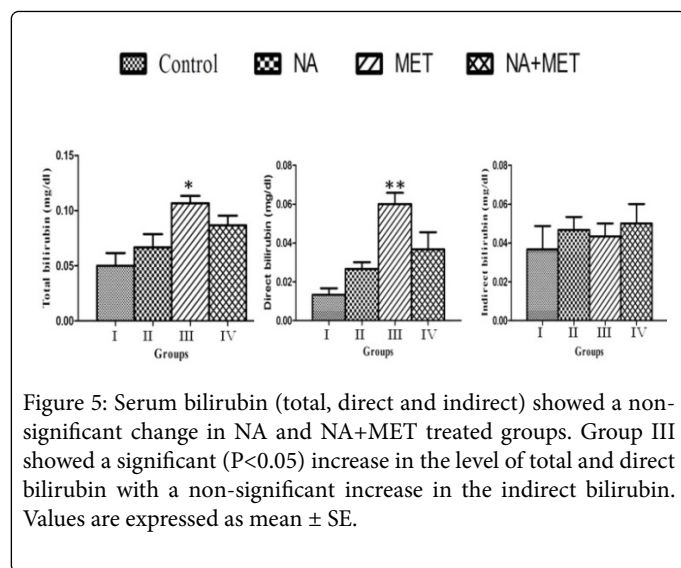 Control NA MET NA+MET
Total bilirubin (mg/dl)
0.15
0.10
0.05
0.00
*
I II III IV
Groups
Direct bilirubin (mg/dl)
0.08
0.06
0.04
0.02
0.00
**
I II III IV
Groups
Indirect bilirubin (mg/dl)
0.08
0.06
0.04
0.02
0.00
I II III IV
Groups
Figure 5: Serum bilirubin (total, direct and indirect) showed a non-
significant change in NA and NA+MET treated groups. Group III
showed a significant (P<0.05) increase in the level of total and direct
bilirubin with a non-significant increase in the indirect bilirubin.
Values are expressed as mean ± SE.